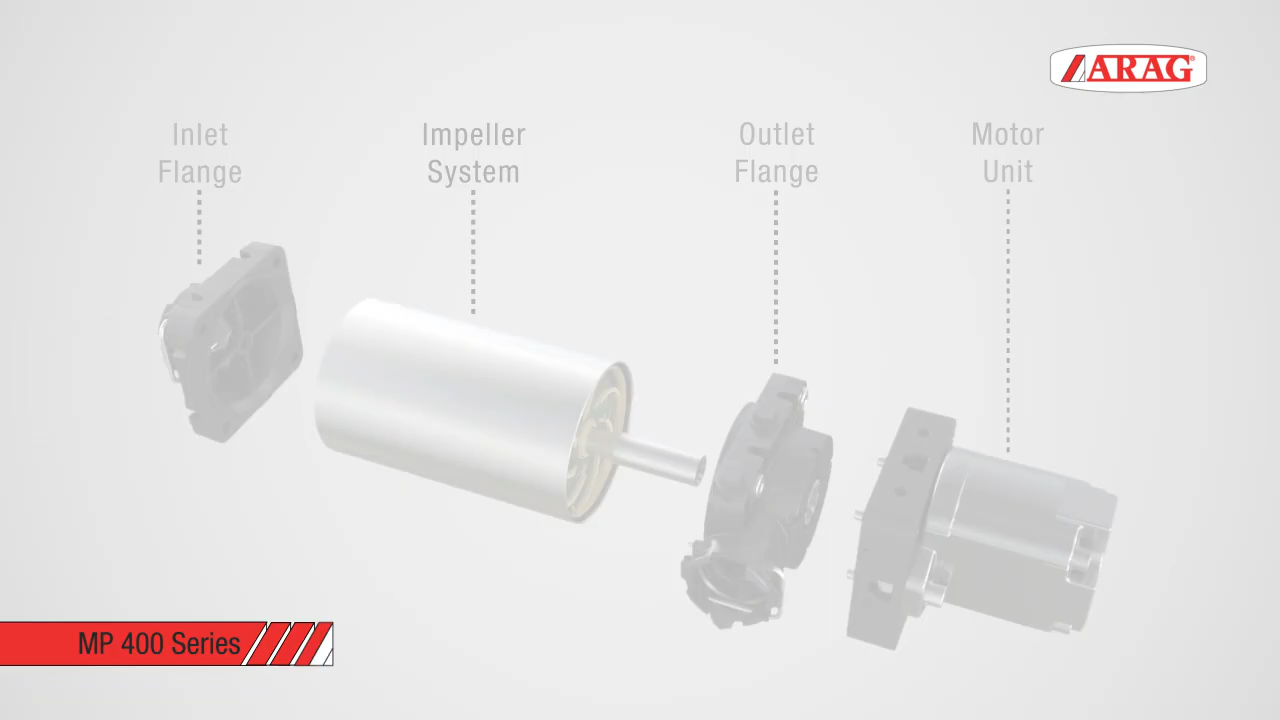 ARAG®
Inlet
Flange
Impeller
System
Outlet
Flange
Motor
Unit
MP 400 Series